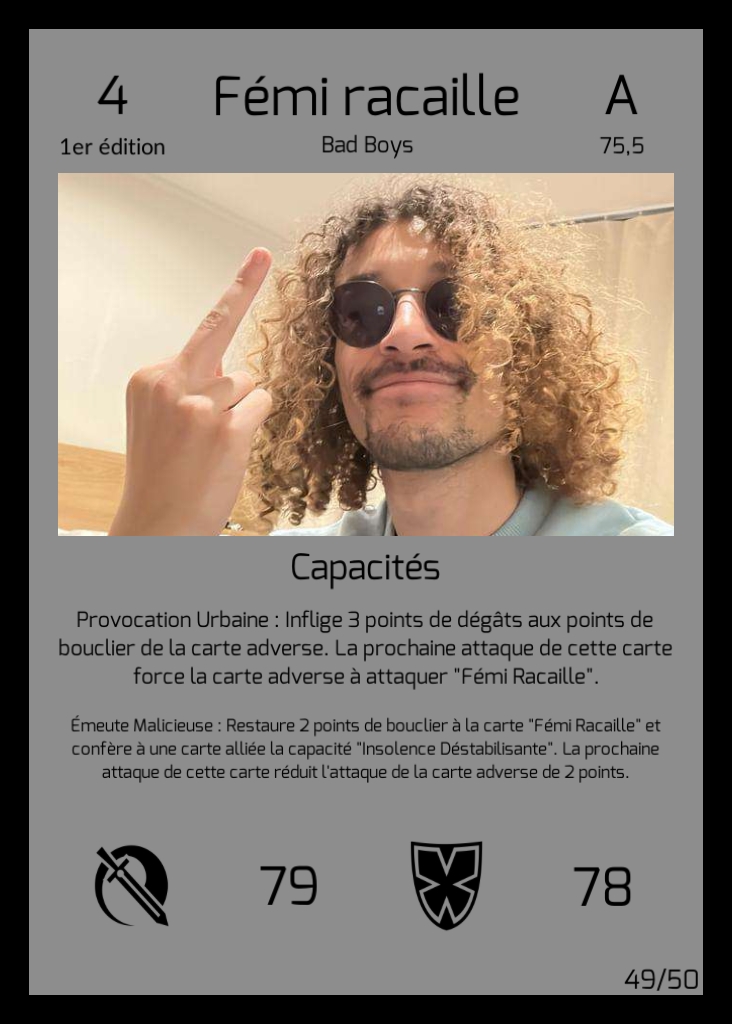 4
Fémi racaille
A
1er édition
Bad Boys
75,5
Capacités
Provocation Urbaine : Inflige 3 points de dégâts aux points de
bouclier de la carte adverse. La prochaine attaque de cette carte
force la carte adverse à attaquer "Fémi Racaille".
Émeute Malicieuse : Restaure 2 points de bouclier à la carte "Fémi Racaille" et
confère à une carte alliée la capacité "Insolence Déstabilisante". La prochaine
attaque de cette carte réduit l'attaque de la carte adverse de 2 points.
79
78
49/50